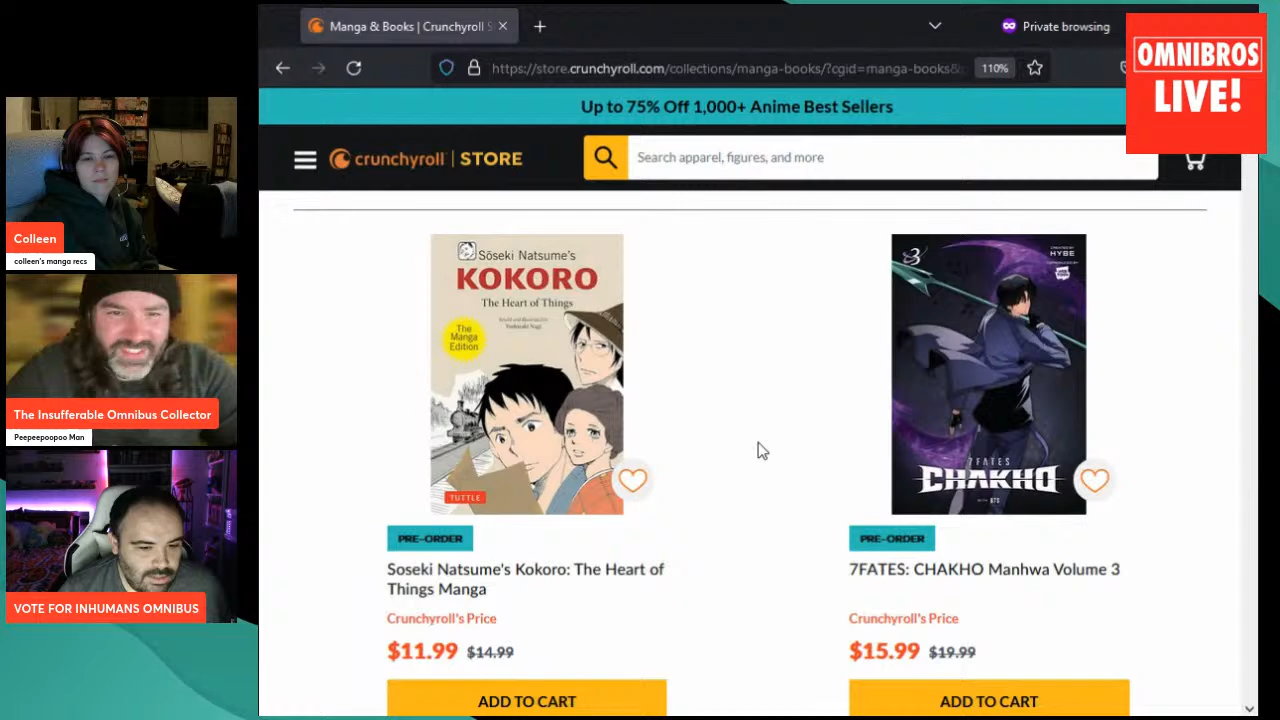 Manga & Books | Crunchyroll S
Private browsing
https://store.crunchyroll.com/collections/manga-books/?cgid=manga-books&
110%
OMNIBROS
LIVE!
Up to 75% Off 1,000+ Anime Best Sellers
crunchyroll | STORE
Search apparel, figures, and more
Colleen
colleen's manga recs
The Insufferable Omnibus Collector
Peepeepoopoo Man
VOTE FOR INHUMANS OMNIBUS
Sōseki Natsume's
KOKORO
The Heart of Things
The
Manga
Edition
TUTTLE
PRE-ORDER
Soseki Natsume's Kokoro: The Heart of
Things Manga
Crunchyroll's Price
$11.99 $14.99
ADD TO CART
3
HYBE
7FATES
CHAKHO
WITH BTS
PRE-ORDER
7FATES: CHAKHO Manhwa Volume 3
Crunchyroll's Price
$15.99 $19.99
ADD TO CART